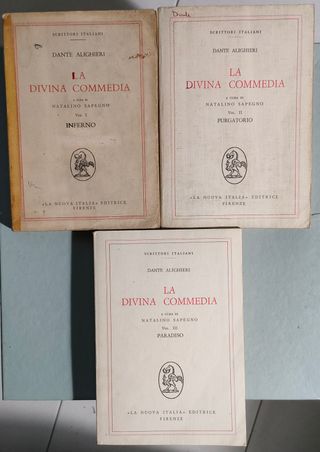 SCRITTORI ITALIANI
DANTE ALIGHIERI
LA
DIVINA COMMEDIA
a cura di
NATALINO SAPEGNO
Vol. I
INFERNO
«LA NUOVA ITALIA» EDITRICE
FIRENZE
Dante
SCRITTORI ITALIANI
DANTE ALIGHIERI
LA
DIVINA COMMEDIA
a cura di
NATALINO SAPEGNO
Vol. II
PURGATORIO
«LA NUOVA ITALIA» EDITRICE
FIRENZE
SCRITTORI ITALIANI
DANTE ALIGHIERI
LA
DIVINA COMMEDIA
a cura di
NATALINO SAPEGNO
Vol. III
PARADISO
«LA NUOVA ITALIA» EDITRICE
FIRENZE